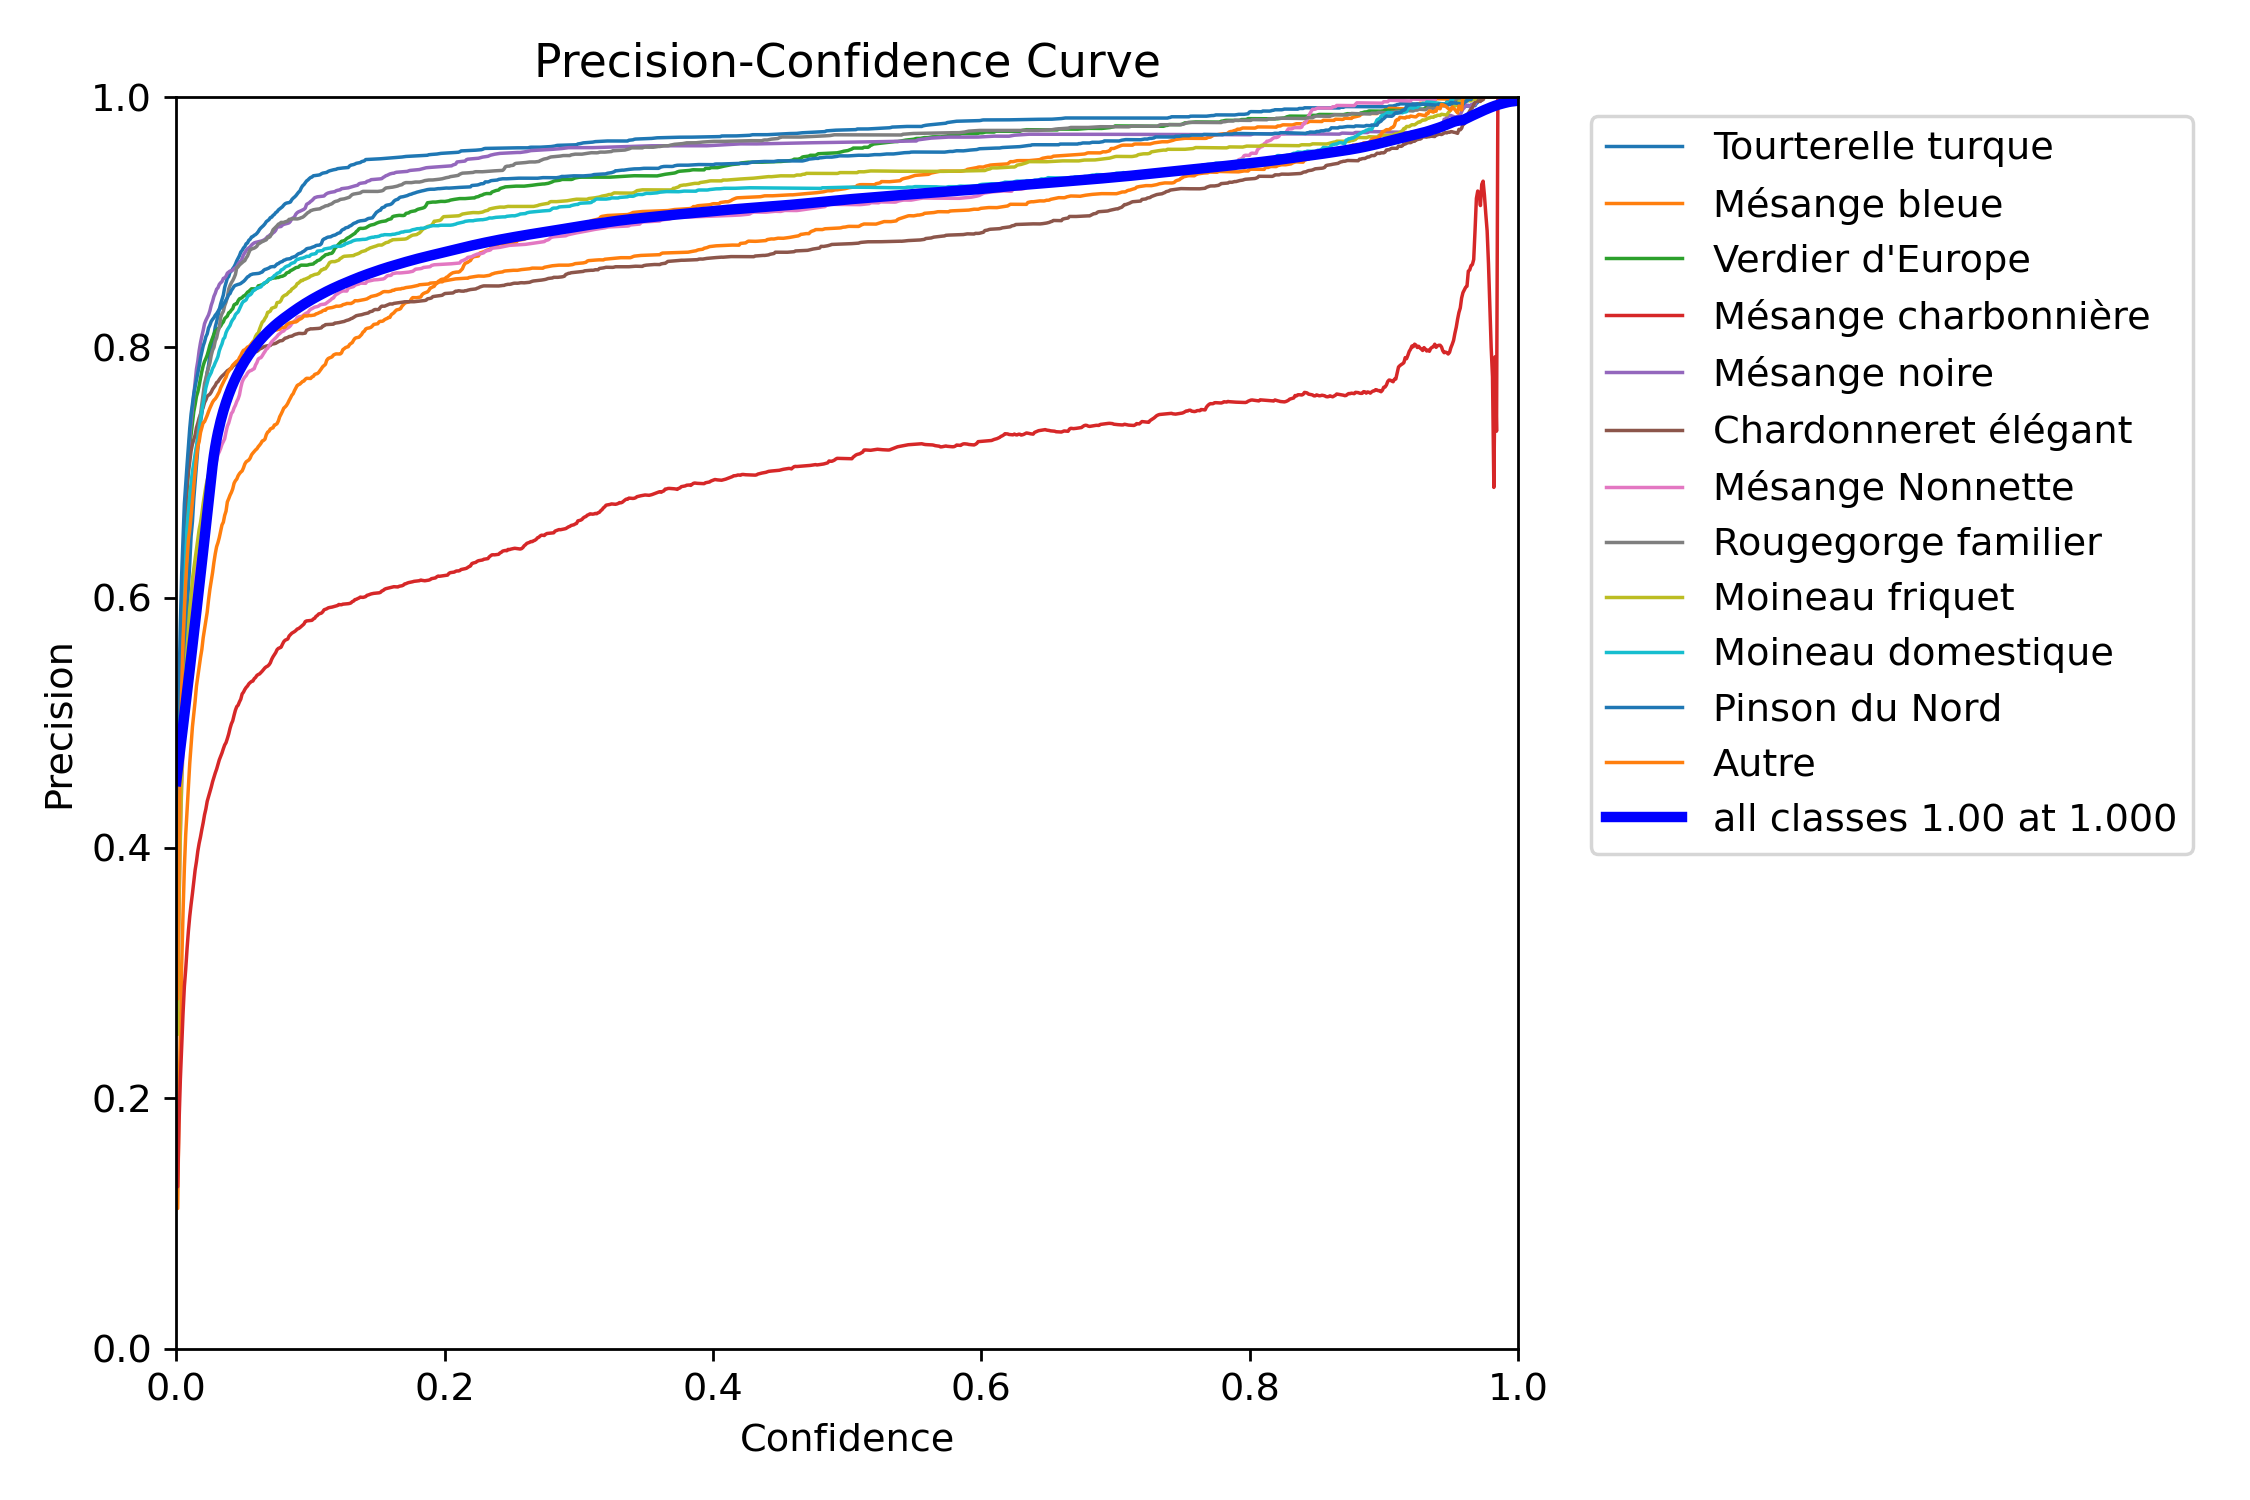 Precision-Confidence Curve
1.0
0.8
0.6
0.4
0.2
0.0
Precision
0.0 0.2 0.4 0.6 0.8 1.0
Confidence
Tourterelle turque
Mésange bleue
Verdier d'Europe
Mésange charbonnière
Mésange noire
Chardonneret élégant
Mésange Nonnette
Rougegorge familier
Moineau friquet
Moineau domestique
Pinson du Nord
Autre
all classes 1.00 at 1.000